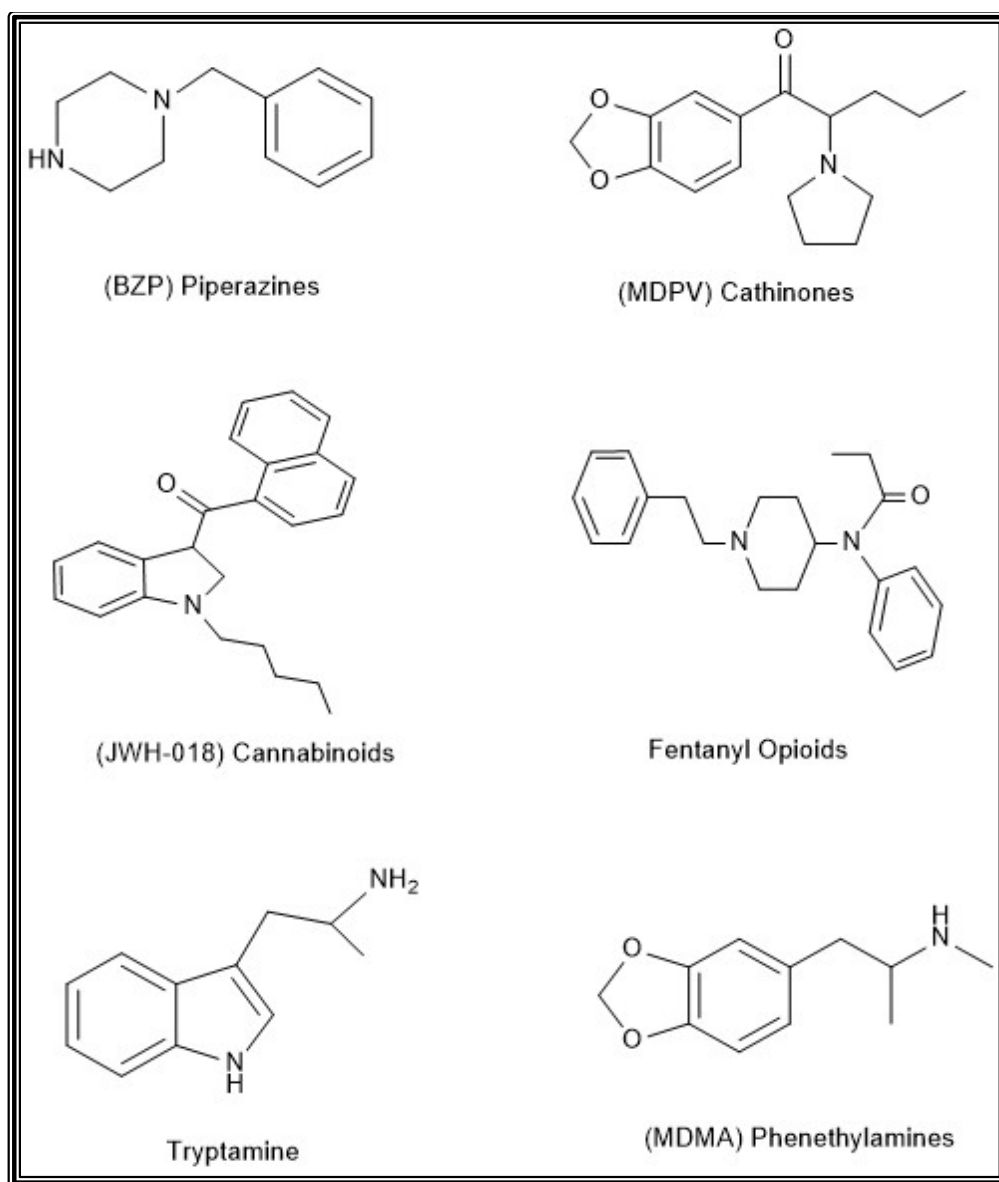 N
HN
(BZP) Piperazines
O
O
O
N
(MDPV) Cathinones
O
N
(JWH-018) Cannabinoids
O
N
N
Fentanyl Opioids
NH₂
N
H
Tryptamine
H
N
O
O
(MDMA) Phenethylamines